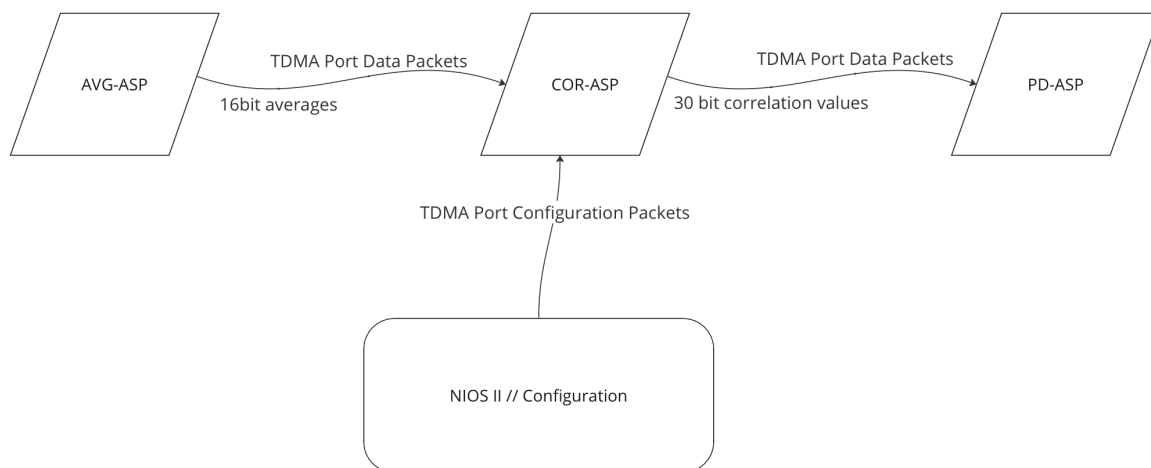 AVG-ASP
TDMA Port Data Packets
16bit averages
COR-ASP
TDMA Port Data Packets
30 bit correlation values
PD-ASP
TDMA Port Configuration Packets
NIOS II // Configuration